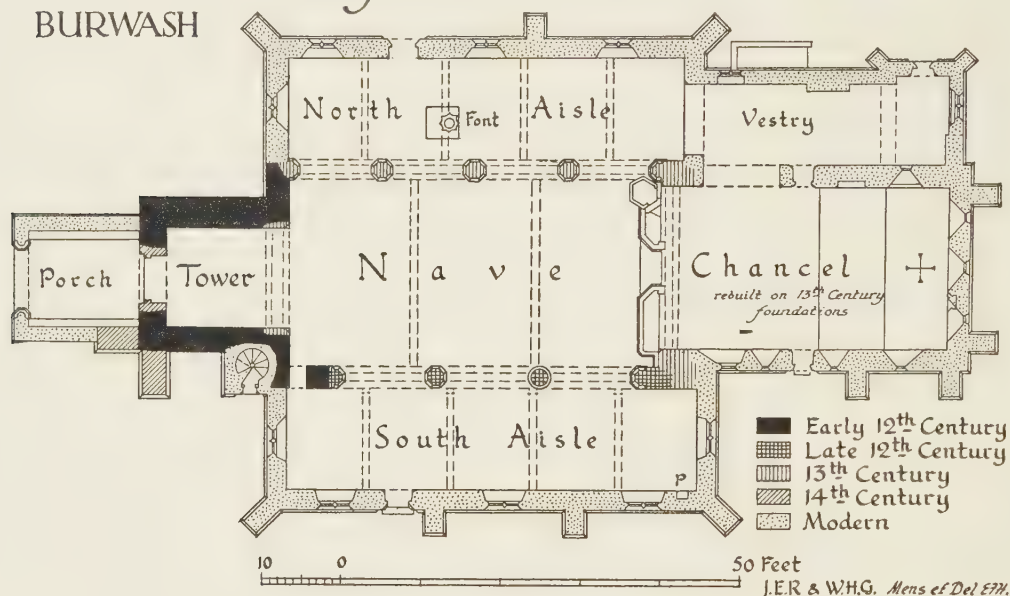 BURWASH
North Aisle
Font
Vestry
Porch
Tower
Nave
Chancel
rebuilt on 13th Century
foundations
South Aisle
P
Early 12th Century
Late 12th Century
13th Century
14th Century
Modern
10 0 50 Feet
J.E.R & W.H.G. Mens et Del